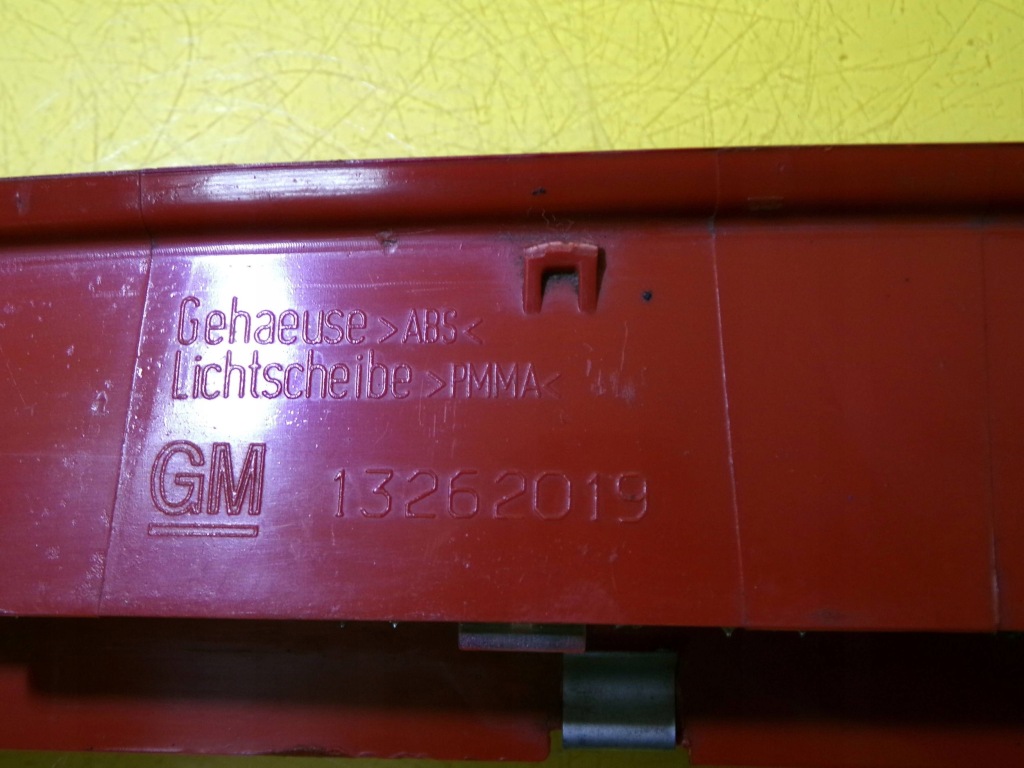 Gehaeuse >ABS<
Lichtscheibe >PMMA<
GM 13262019